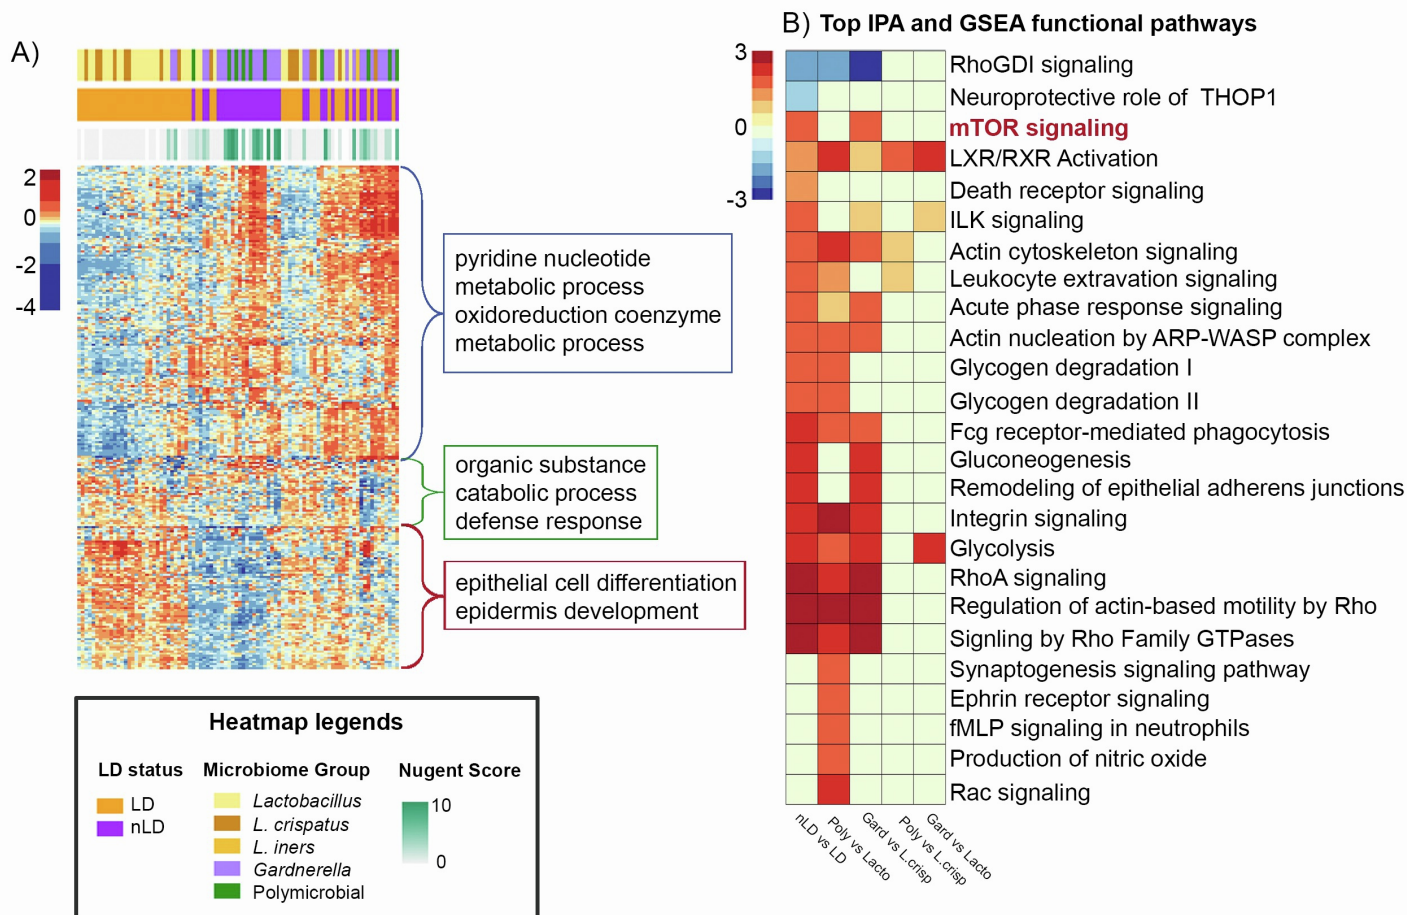 A)
B) Top IPA and GSEA functional pathways
2
0
-2
-4
pyridine nucleotide
metabolic process
oxidoreduction coenzyme
metabolic process
organic substance
catabolic process
defense response
epithelial cell differentiation
epidermis development
Heatmap legends
LD status
LD
nLD
Microbiome Group
Lactobacillus
L. crispatus
L. iners
Gardnerella
Polymicrobial
Nugent Score
10
0
3
0
-3
RhoGDI signaling
Neuroprotective role of THOP1
mTOR signaling
LXR/RXR Activation
Death receptor signaling
ILK signaling
Actin cytoskeleton signaling
Leukocyte extravation signaling
Acute phase response signaling
Actin nucleation by ARP-WASP complex
Glycogen degradation I
Glycogen degradation II
Fcg receptor-mediated phagocytosis
Gluconeogenesis
Remodeling of epithelial adherens junctions
Integrin signaling
Glycolysis
RhoA signaling
Regulation of actin-based motility by Rho
Signling by Rho Family GTPases
Synaptogenesis signaling pathway
Ephrin receptor signaling
fMLP signaling in neutrophils
Production of nitric oxide
Rac signaling
nLD vs LD
Poly vs Lacto
Gard vs L.crisp
Poly vs L.crisp
Gard vs Lacto